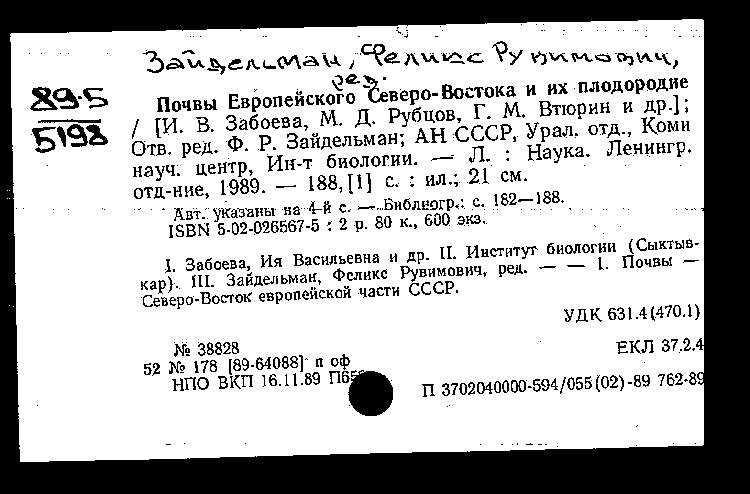 Зайдельман, Феликс Рувимович,
ред.
89-5
5198
Почвы Европейского Северо-Востока и их плодородие
/ [И. В. Забоева, М. Д. Рубцов, Г. М. Втюрин и др.];
Отв. ред. Ф. Р. Зайдельман; АН СССР, Урал. отд., Коми
науч. центр, Ин-т биологии. — Л. : Наука. Ленингр.
отд-ние, 1989. — 188,[1] с. : ил.; 21 см.
Авт. указаны на 4-й с. — Библиогр.: с. 182—188.
ISBN 5-02-026567-5 : 2 р. 80 к., 600 экз.
I. Забоева, Ия Васильевна и др. II. Институт биологии (Сыктыв-
кар). III. Зайдельман, Феликс Рувимович, ред. — — 1. Почвы —
Северо-Восток европейской части СССР.
УДК 631.4(470.1)
№ 38828
ЕКЛ 37.2.4
52 № 178 [89-64088] п оф
НПО ВКП 16.11.89
П 3702040000-594/055(02)-89 762-89